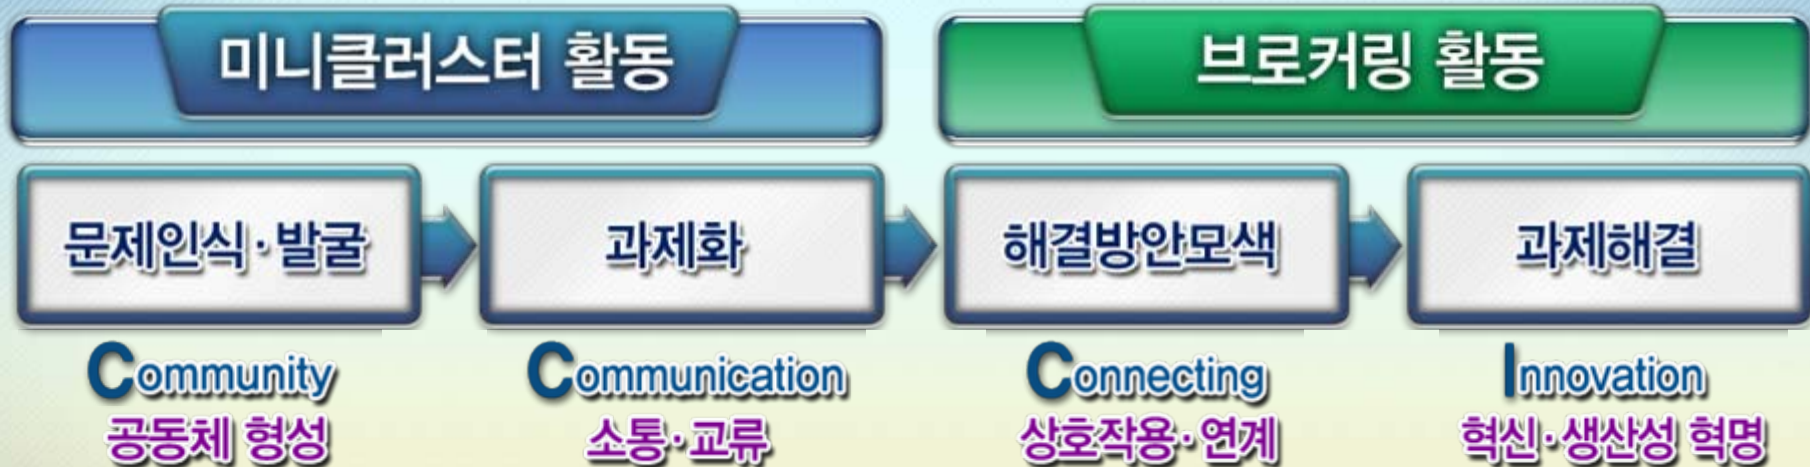 미니클러스터 활동
브로커링 활동
문제인식·발굴
과제화
해결방안모색
과제해결
Community
Communication
Connecting
Innovation
공동체 형성
소통·교류
상호작용·연계
혁신·생산성 혁명